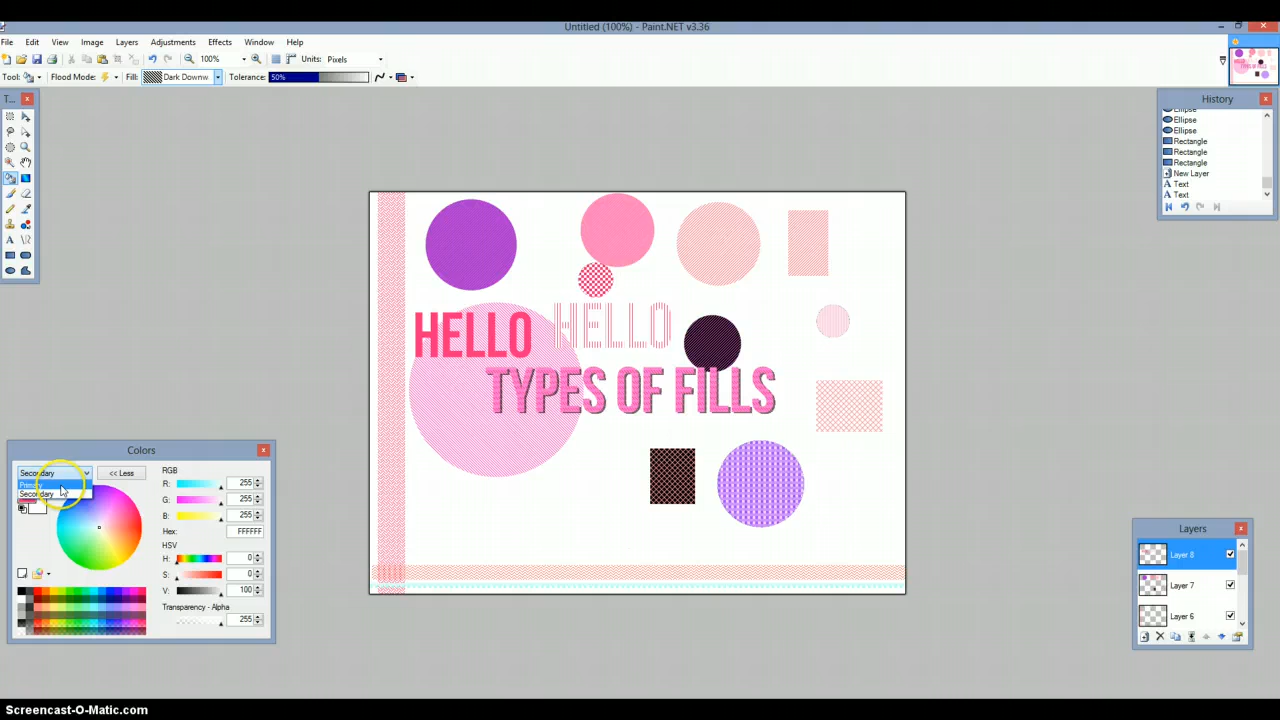 Untitled (100%) - Paint.NET v3.36
File Edit View Image Layers Adjustments Effects Window Help
100% Units: Pixels
Tool: Flood Mode: Fill: Dark Downw Tolerance: 50%
T...
History
Ellipse
Ellipse
Ellipse
Rectangle
Rectangle
Rectangle
New Layer
Text
Text
HELLO HELLO
TYPES OF FILLS
Colors
Secondary << Less
Primary
Secondary
RGB
R: 255
G: 255
B: 255
Hex: FFFFFF
HSV
H: 0
S: 0
V: 100
Transparency - Alpha
255
Layers
Layer 8
Layer 7
Layer 6
Screencast-O-Matic.com